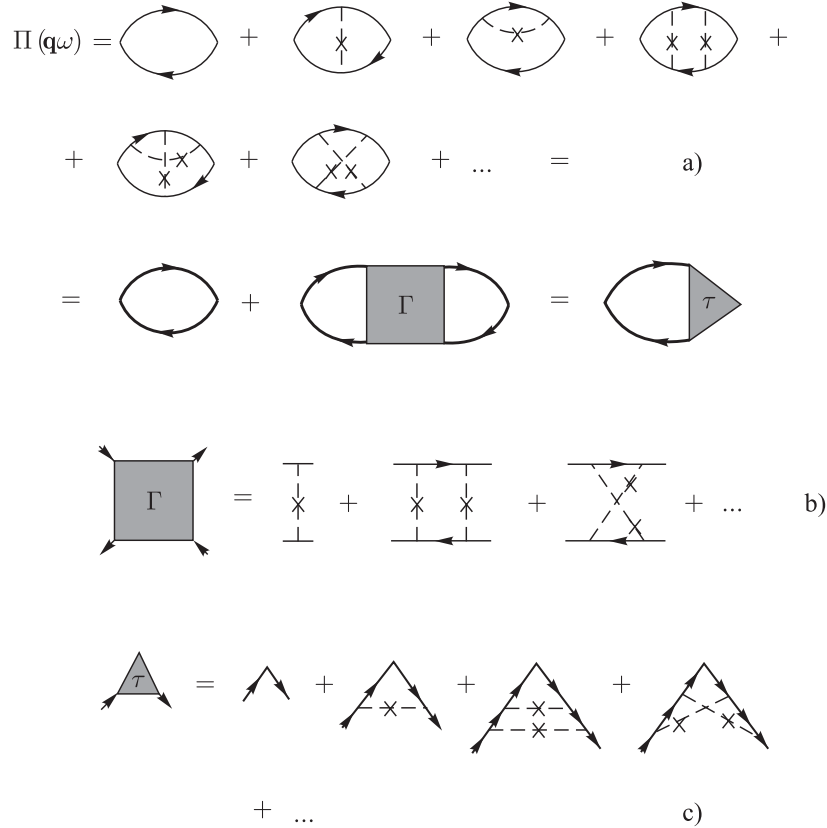 Π (qω) = + + + +
+ + + ... = a)
= + Γ = τ
Γ = + + + ... b)
τ = + + +
+ ... c)